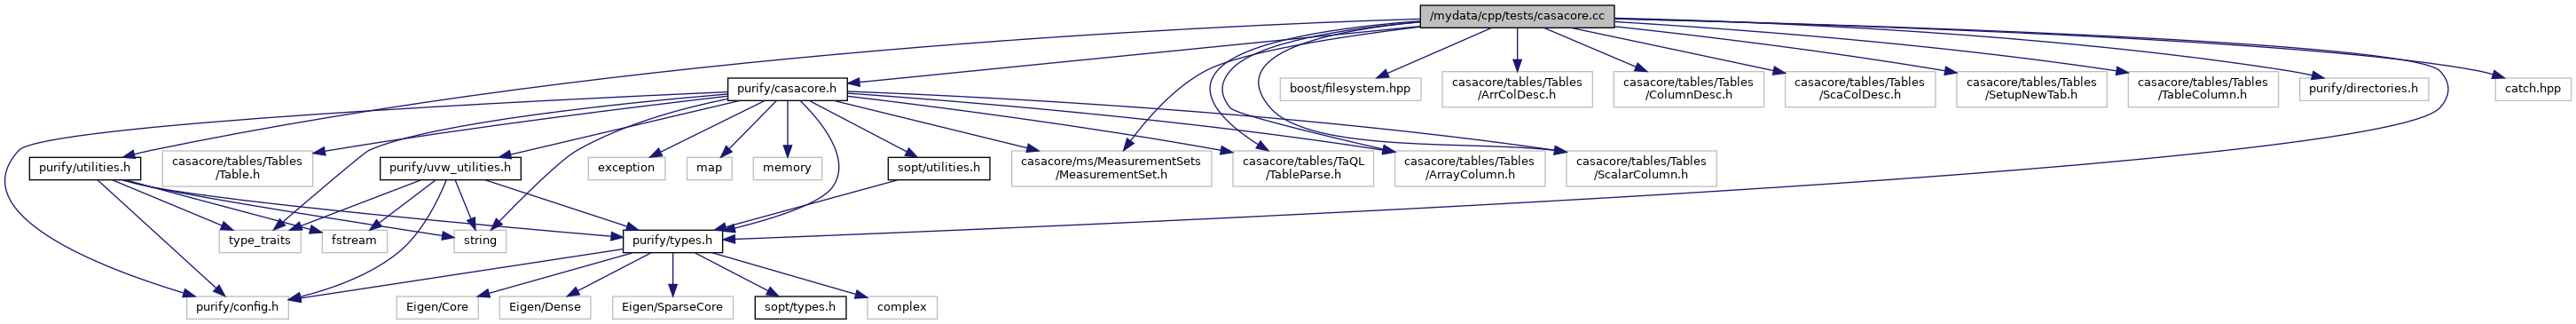 /mydata/cpp/tests/casacore.cc
purify/casacore.h
boost/filesystem.hpp
casacore/tables/Tables
/ArrColDesc.h
casacore/tables/Tables
/ColumnDesc.h
casacore/tables/Tables
/ScaColDesc.h
casacore/tables/Tables
/SetupNewTab.h
casacore/tables/Tables
/TableColumn.h
purify/directories.h
catch.hpp
purify/utilities.h
casacore/tables/Tables
/Table.h
purify/uvw_utilities.h
exception
map
memory
sopt/utilities.h
casacore/ms/MeasurementSets
/MeasurementSet.h
casacore/tables/TaQL
/TableParse.h
casacore/tables/Tables
/ArrayColumn.h
casacore/tables/Tables
/ScalarColumn.h
type_traits
fstream
string
purify/types.h
purify/config.h
Eigen/Core
Eigen/Dense
Eigen/SparseCore
sopt/types.h
complex